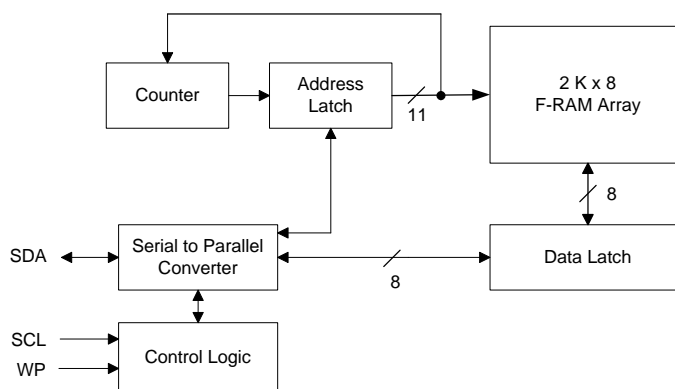 Counter
Address
Latch
11
2 K x 8
F-RAM Array
8
SDA
Serial to Parallel
Converter
8
Data Latch
SCL
WP
Control Logic